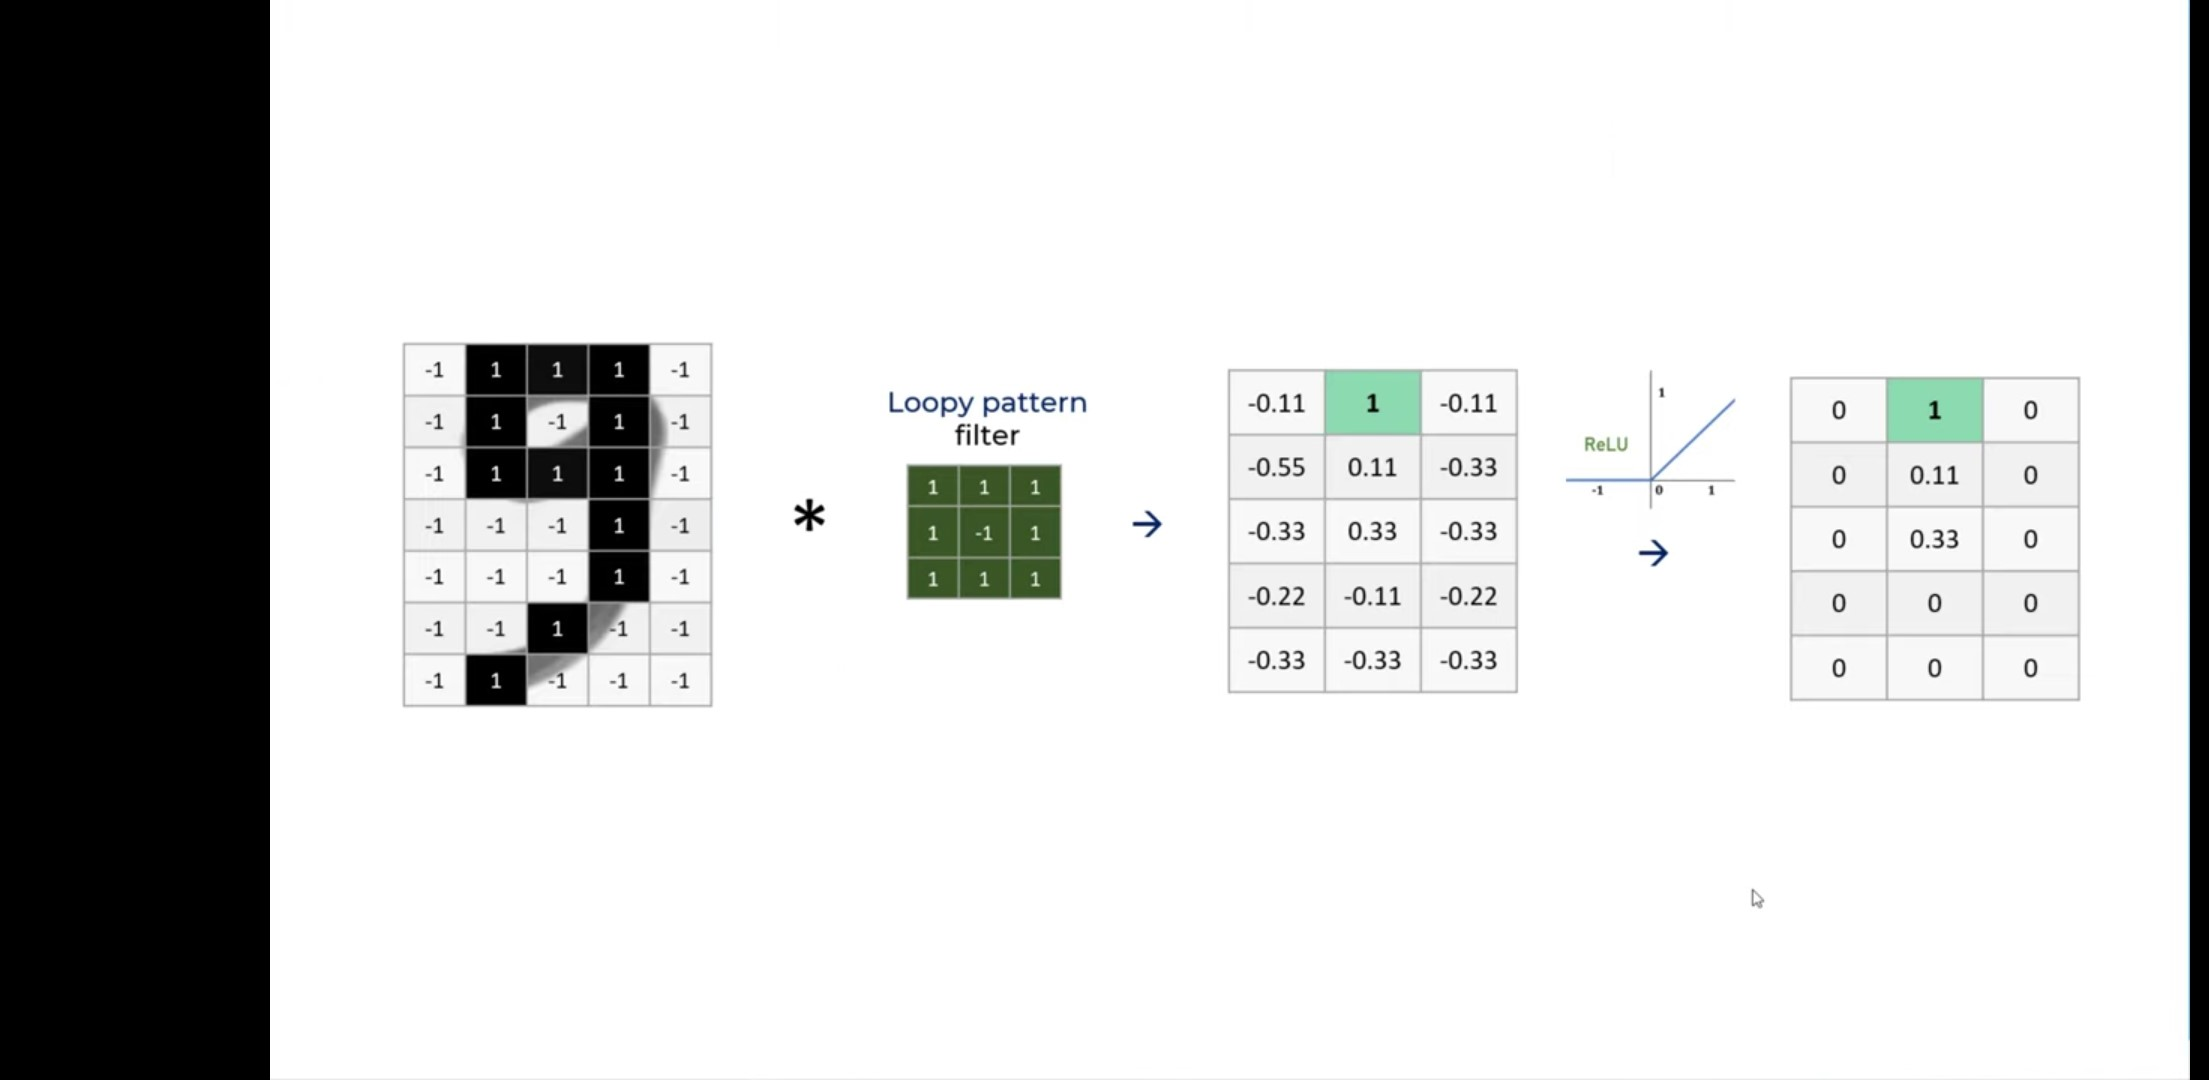 -1 1 1 1 -1
-1 1 -1 1 -1
-1 1 1 1 -1
-1 -1 -1 1 -1
-1 -1 -1 1 -1
-1 -1 1 -1 -1
-1 1 -1 -1 -1
*
Loopy pattern
filter
1 1 1
1 -1 1
1 1 1
→
-0.11 1 -0.11
-0.55 0.11 -0.33
-0.33 0.33 -0.33
-0.22 -0.11 -0.22
-0.33 -0.33 -0.33
1
ReLU
-1 0 1
→
0 1 0
0 0.11 0
0 0.33 0
0 0 0
0 0 0